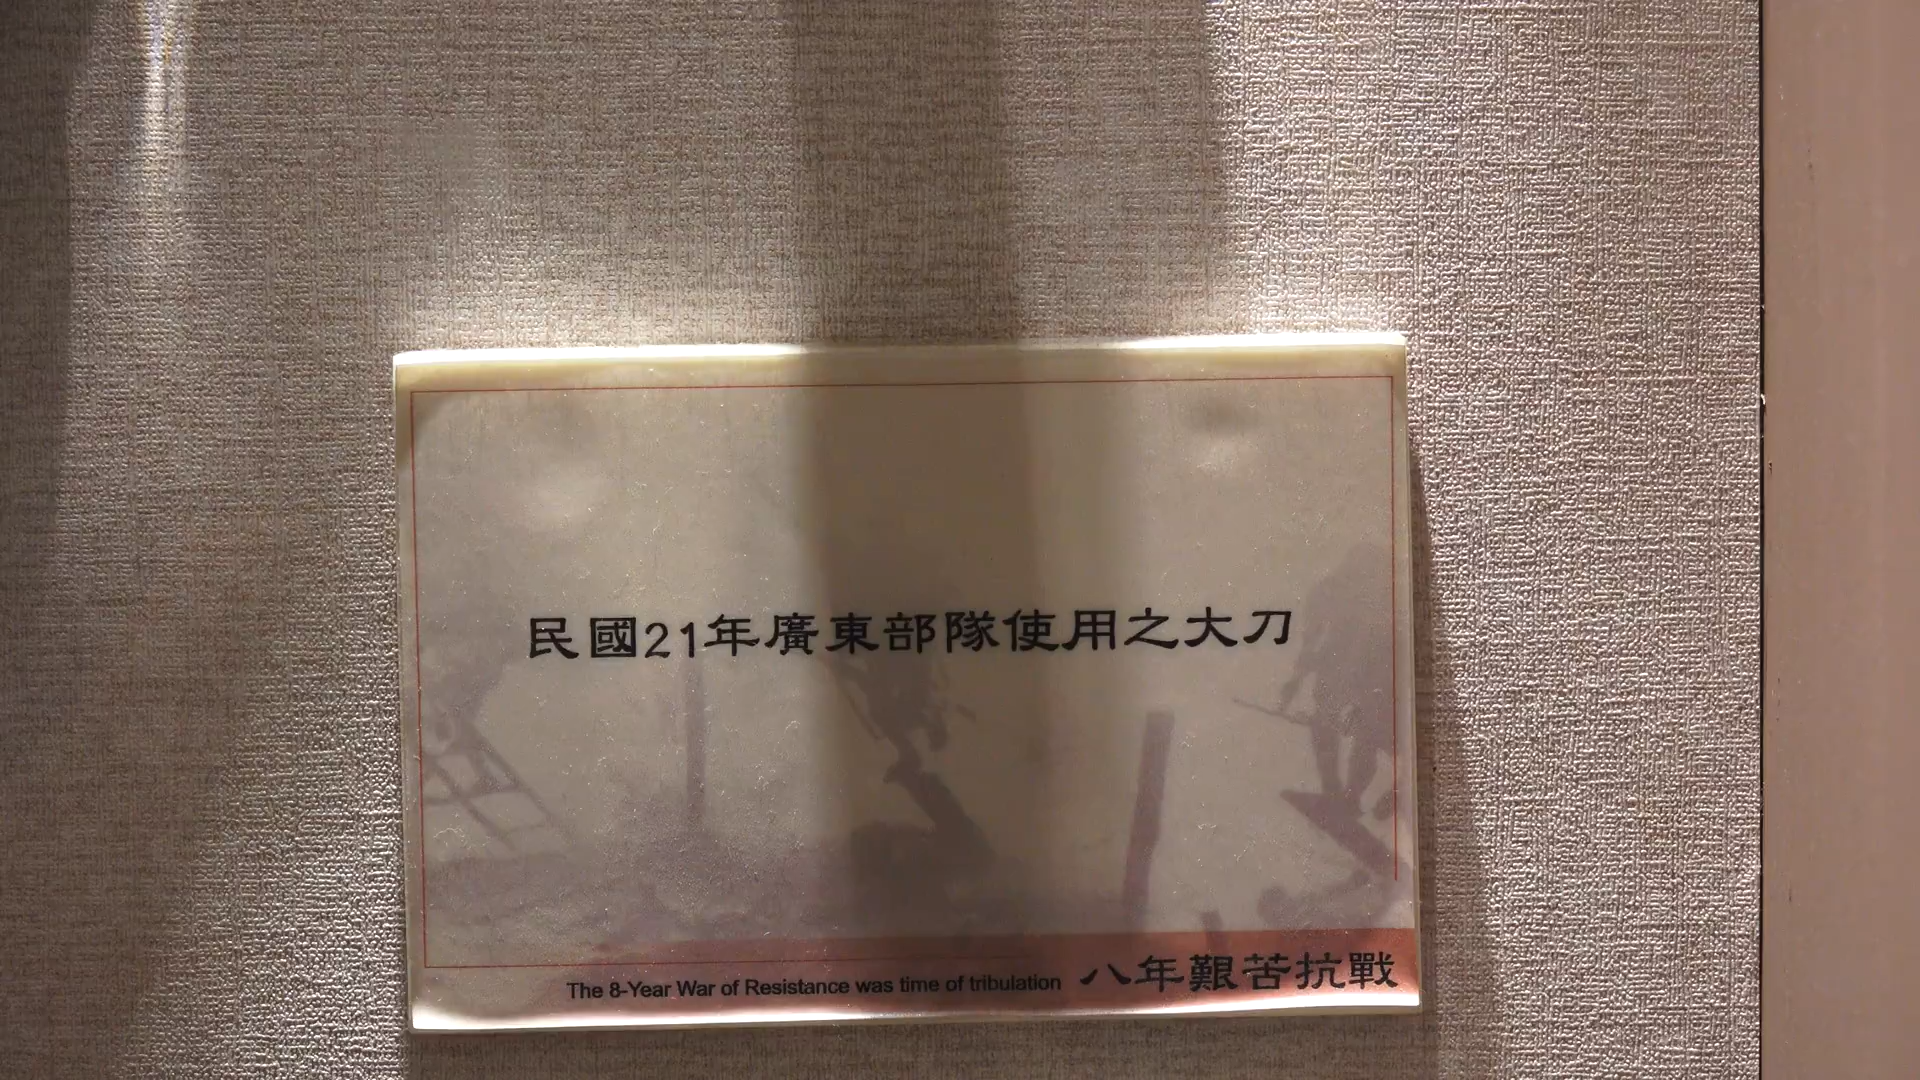 民國21年廣東部隊使用之大刀
The 8-Year War of Resistance was time of tribulation 八年艱苦抗戰